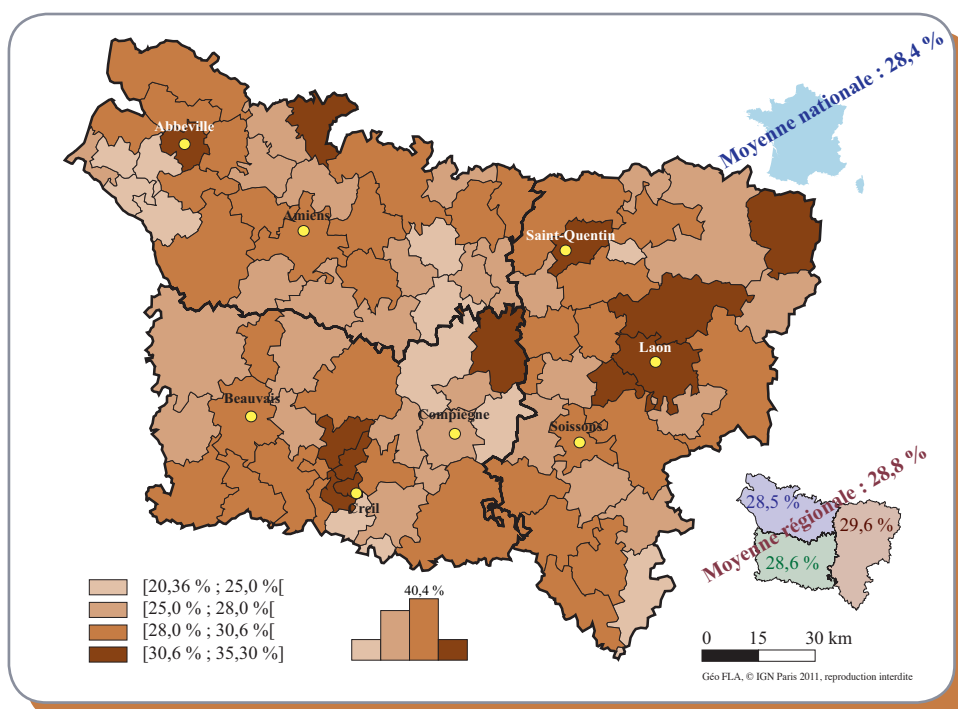 Moyenne nationale : 28,4 %
Abbeville
Amiens
Saint-Quentin
Laon
Beauvais
Compiègne
Soissons
Creil
Moyenne régionale : 28,8 %
28,5 %
29,6 %
28,6 %
[20,36 % ; 25,0 %[
[25,0 % ; 28,0 %[
[28,0 % ; 30,6 %[
[30,6 % ; 35,30 %]
40,4 %
0 15 30 km
Géo FLA, © IGN Paris 2011, reproduction interdite